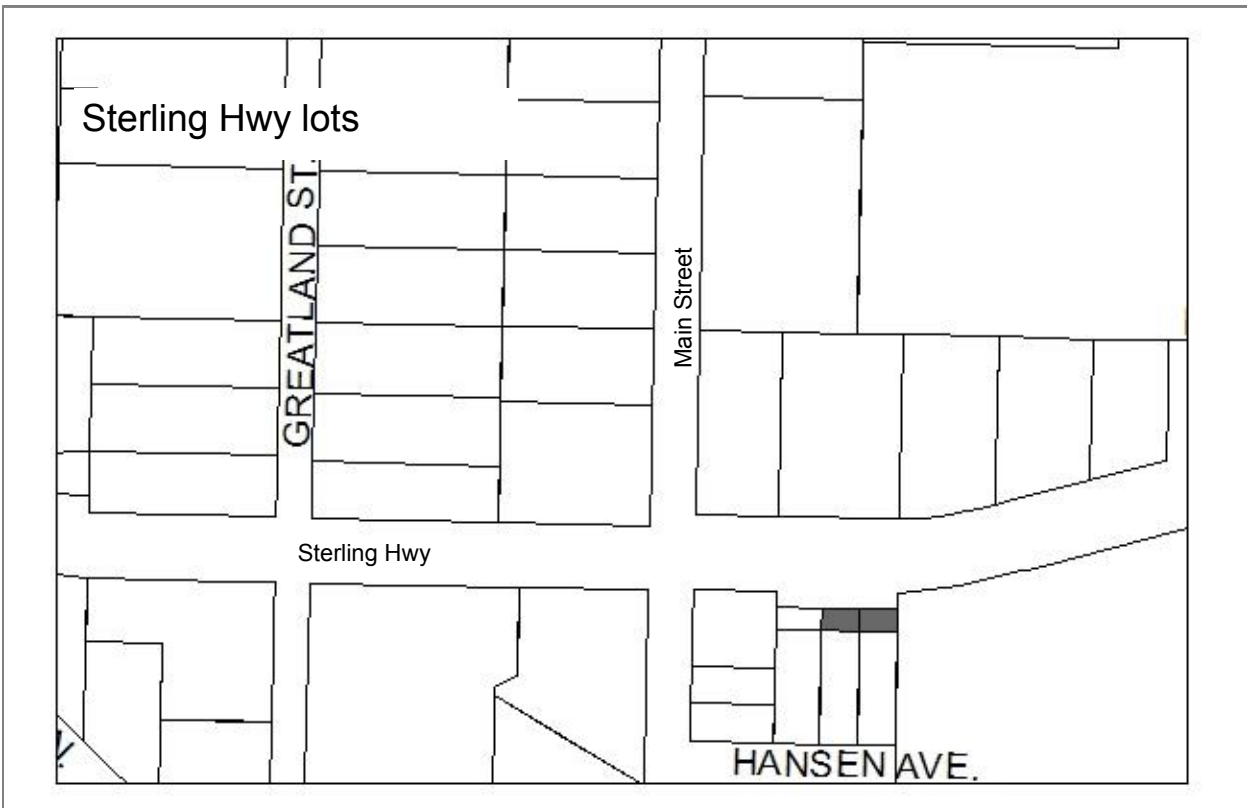 Sterling Hwy lots
GREATLAND ST.
Main Street
Sterling Hwy
HANSEN AVE.